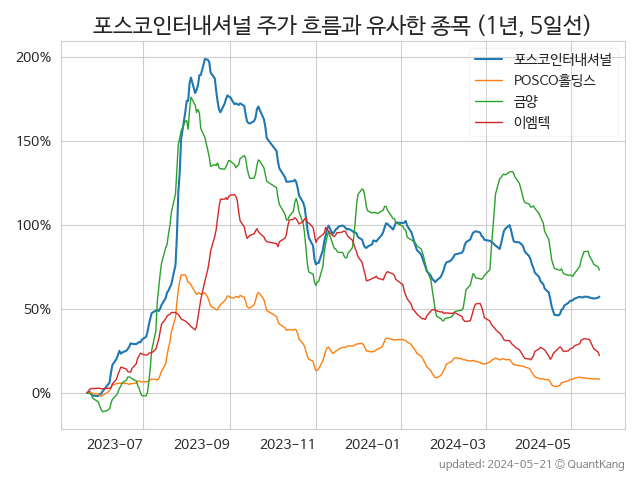 포스코인터내셔널 주가 흐름과 유사한 종목 (1년, 5일선)
포스코인터내셔널
POSCO홀딩스
금양
이엠텍
200%
150%
100%
50%
0%
2023-07
2023-09
2023-11
2024-01
2024-03
2024-05
updated: 2024-05-21 © QuantKang